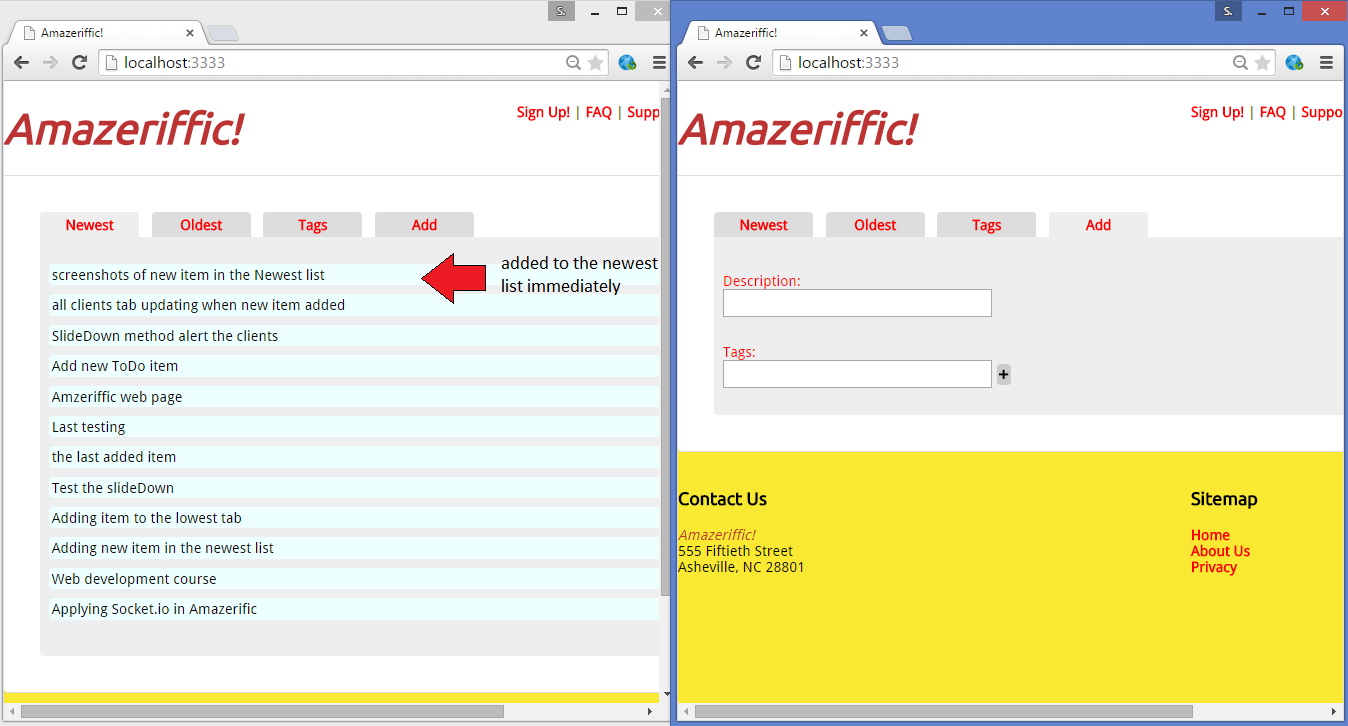 S.
Amazeriffic!
localhost:3333
Amazeriffic!
Sign Up! | FAQ | Supp
Newest Oldest Tags Add
screenshots of new item in the Newest list
added to the newest
list immediately
all clients tab updating when new item added
SlideDown method alert the clients
Add new ToDo item
Amzeriffic web page
Last testing
the last added item
Test the slideDown
Adding item to the lowest tab
Adding new item in the newest list
Web development course
Applying Socket.io in Amazerific
S.
Amazeriffic!
localhost:3333
Amazeriffic!
Sign Up! | FAQ | Suppo
Newest Oldest Tags Add
Description:
Tags:
+
Contact Us
Amazeriffic!
555 Fiftieth Street
Asheville, NC 28801
Sitemap
Home
About Us
Privacy